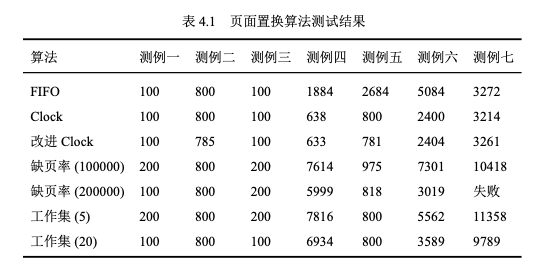 表 4.1 页面置换算法测试结果
算法 测例一 测例二 测例三 测例四 测例五 测例六 测例七
FIFO 100 800 100 1884 2684 5084 3272
Clock 100 800 100 638 800 2400 3214
改进 Clock 100 785 100 633 781 2404 3261
缺页率 (100000) 200 800 200 7614 975 7301 10418
缺页率 (200000) 100 800 200 5999 818 3019 失败
工作集 (5) 200 800 200 7816 800 5562 11358
工作集 (20) 100 800 100 6934 800 3589 9789